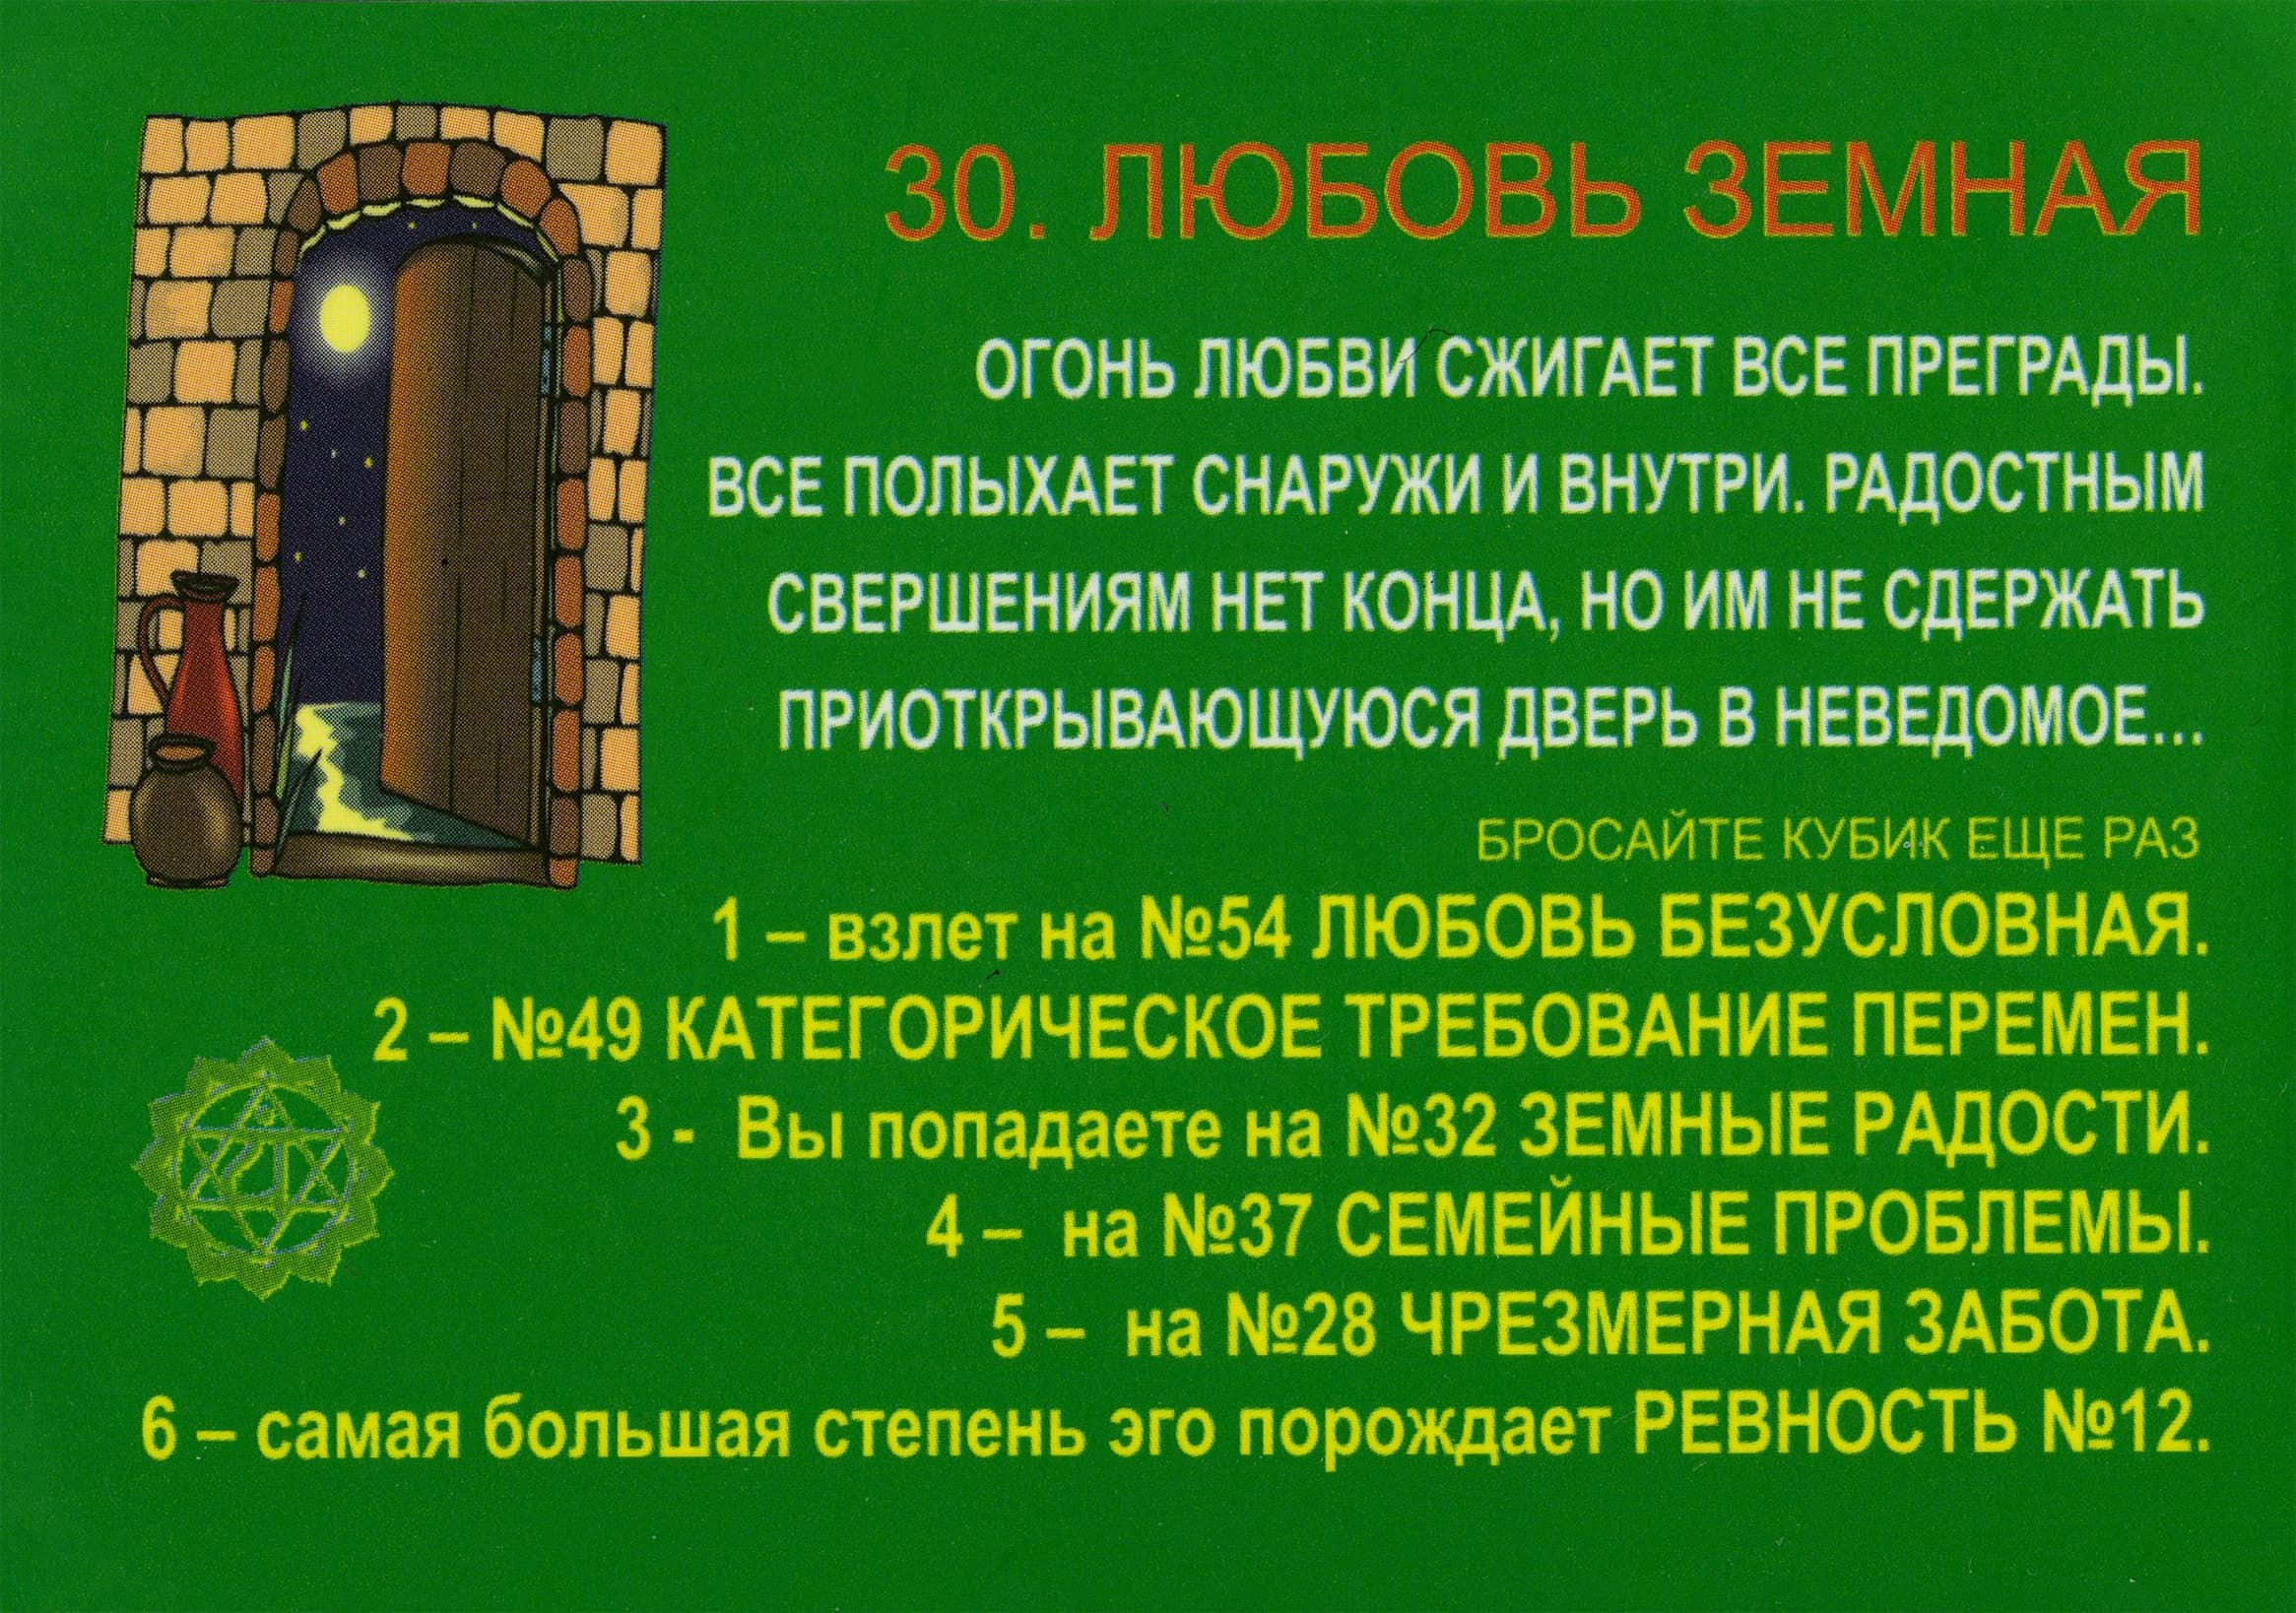 30. ЛЮБОВЬ ЗЕМНАЯ
ОГОНЬ ЛЮБВИ СЖИГАЕТ ВСЕ ПРЕГРАДЫ.
ВСЕ ПОЛЫХАЕТ СНАРУЖИ И ВНУТРИ. РАДОСТНЫМ
СВЕРШЕНИЯМ НЕТ КОНЦА, НО ИМ НЕ СДЕРЖАТЬ
ПРИОТКРЫВАЮЩУЮСЯ ДВЕРЬ В НЕВЕДОМОЕ...
БРОСАЙТЕ КУБИК ЕЩЕ РАЗ
1 – взлет на №54 ЛЮБОВЬ БЕЗУСЛОВНАЯ.
2 – №49 КАТЕГОРИЧЕСКОЕ ТРЕБОВАНИЕ ПЕРЕМЕН.
3 - Вы попадаете на №32 ЗЕМНЫЕ РАДОСТИ.
4 – на №37 СЕМЕЙНЫЕ ПРОБЛЕМЫ.
5 – на №28 ЧРЕЗМЕРНАЯ ЗАБОТА.
6 – самая большая степень эго порождает РЕВНОСТЬ №12.